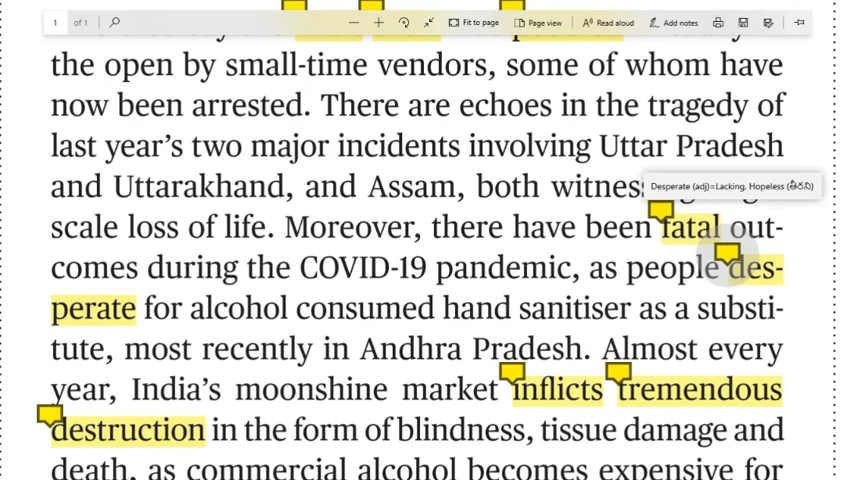 1 of 1 Fit to page Page view Read aloud Add notes
the open by small-time vendors, some of whom have
now been arrested. There are echoes in the tragedy of
last year's two major incidents involving Uttar Pradesh
Desperate (adj)=Lacking, Hopeless (తీరని)
and Uttarakhand, and Assam, both
scale loss of life. Moreover, there have been fatal out-
comes during the COVID-19 pandemic, as people des-
perate for alcohol consumed hand sanitiser as a substi-
tute, most recently in Andhra Pradesh. Almost every
year, India's moonshine market inflicts tremendous
destruction in the form of blindness, tissue damage and
death, as commercial alcohol becomes expensive for